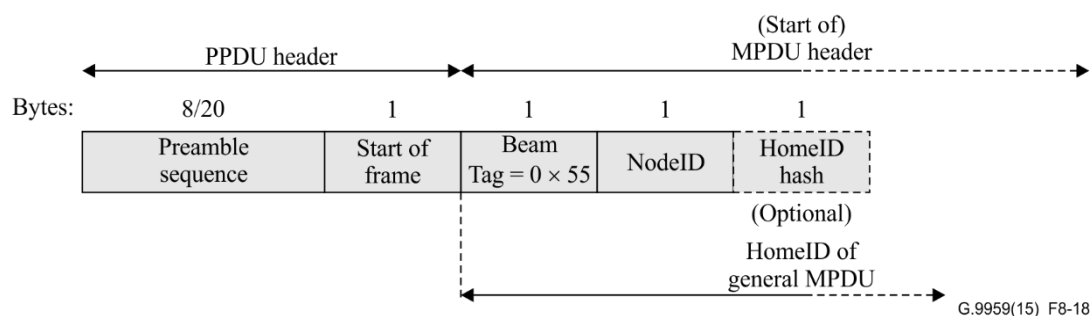 (Start of)
PPDU header MPDU header
Bytes: 8/20 1 1 1 1
Preamble sequence Start of frame Beam Tag = 0 × 55 NodeID HomeID hash
(Optional)
HomeID of
general MPDU
G.9959(15)_F8-18